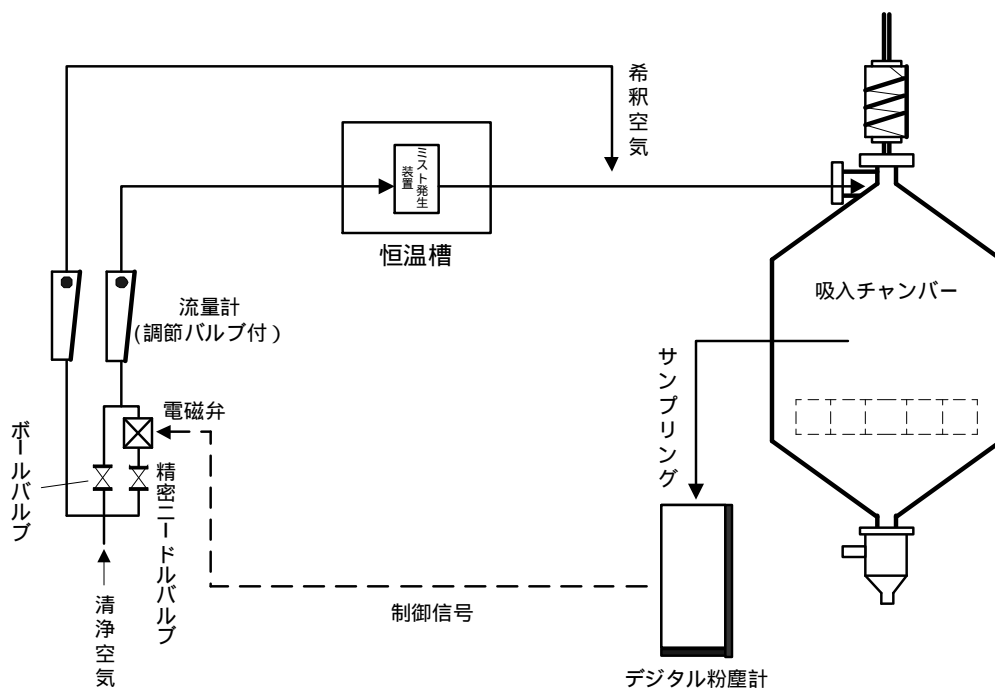 希釈空気
ミスト発生
装置
恒温槽
吸入チャンバー
流量計
(調節バルブ付)
サンプリング
電磁弁
ボールバルブ
精密ニードルバルブ
清浄空気
制御信号
デジタル粉塵計